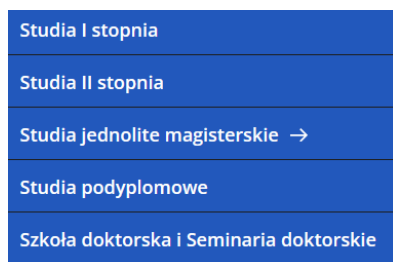 Studia I stopnia
Studia II stopnia
Studia jednolite magisterskie →
Studia podyplomowe
Szkoła doktorska i Seminaria doktorskie